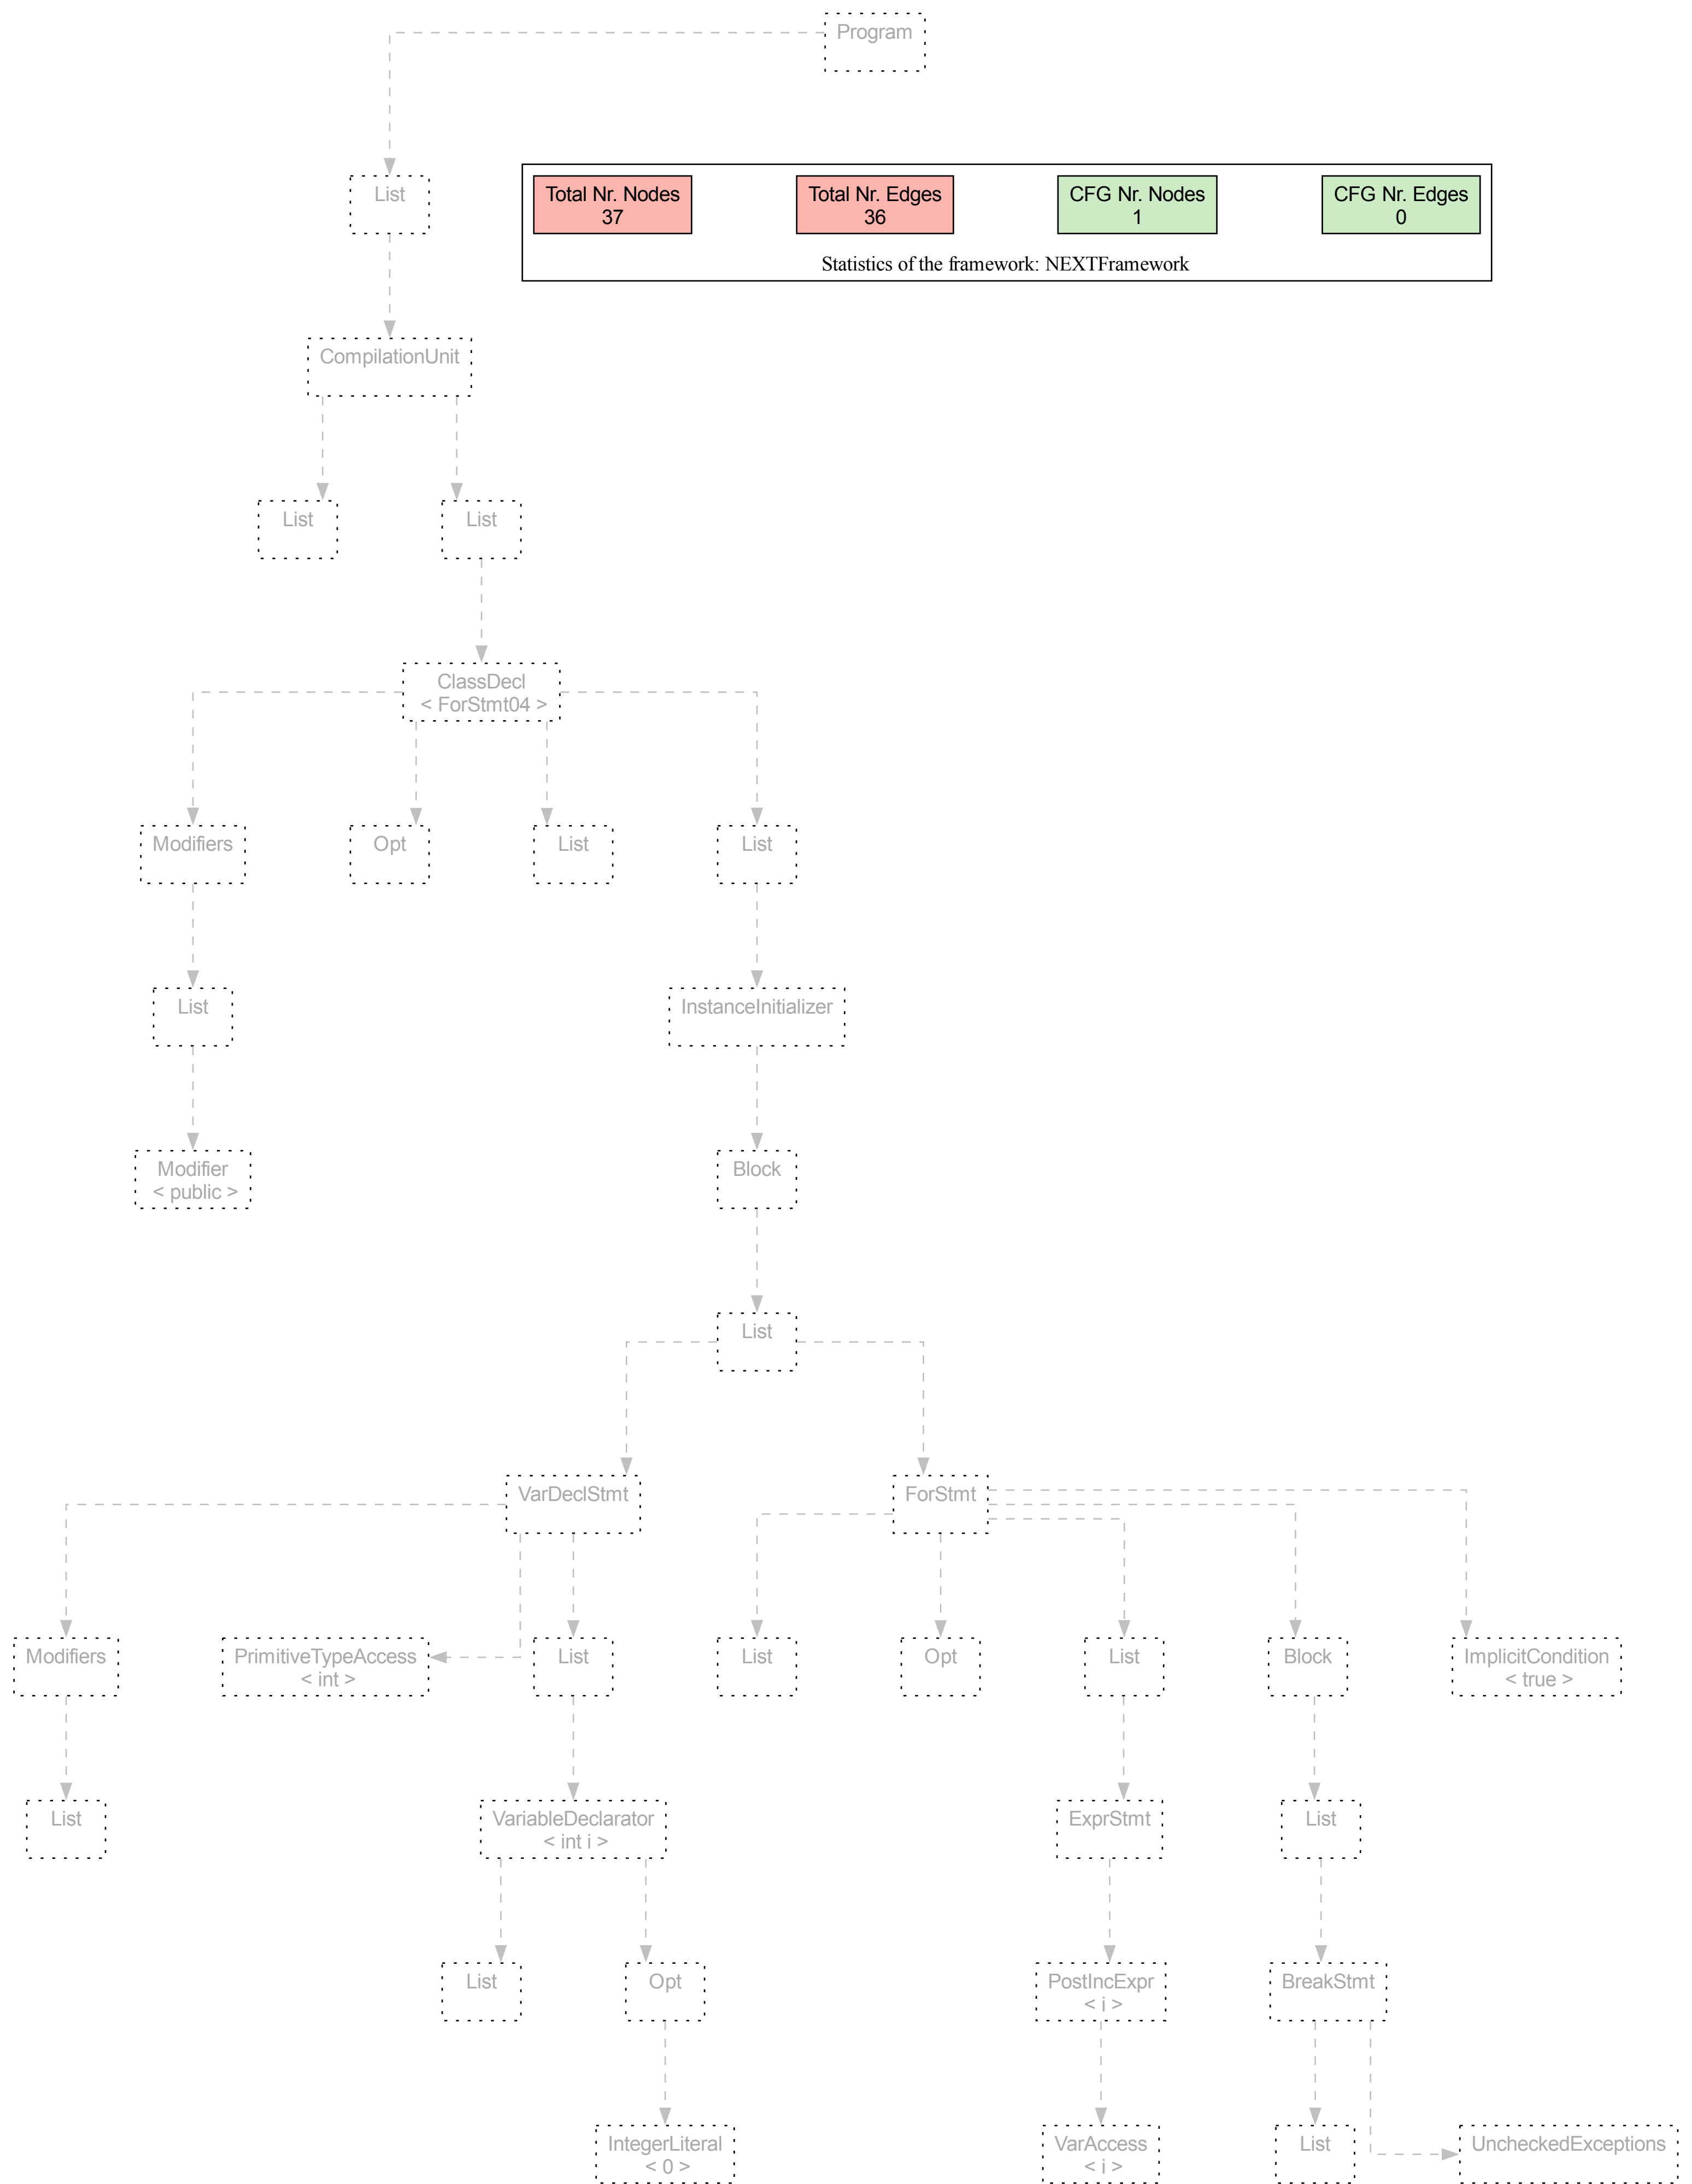 Program
List
Total Nr. Nodes
37
Total Nr. Edges
36
CFG Nr. Nodes
1
CFG Nr. Edges
0
Statistics of the framework: NEXTFramework
CompilationUnit
List
List
ClassDecl
< ForStmt04 >
Modifiers
Opt
List
List
List
InstanceInitializer
Modifier
< public >
Block
List
VarDeclStmt
ForStmt
Modifiers
PrimitiveTypeAccess
< int >
List
List
Opt
List
Block
ImplicitCondition
< true >
List
VariableDeclarator
< int i >
ExprStmt
List
List
Opt
PostIncExpr
< i >
BreakStmt
IntegerLiteral
< 0 >
VarAccess
< i >
List
UncheckedExceptions